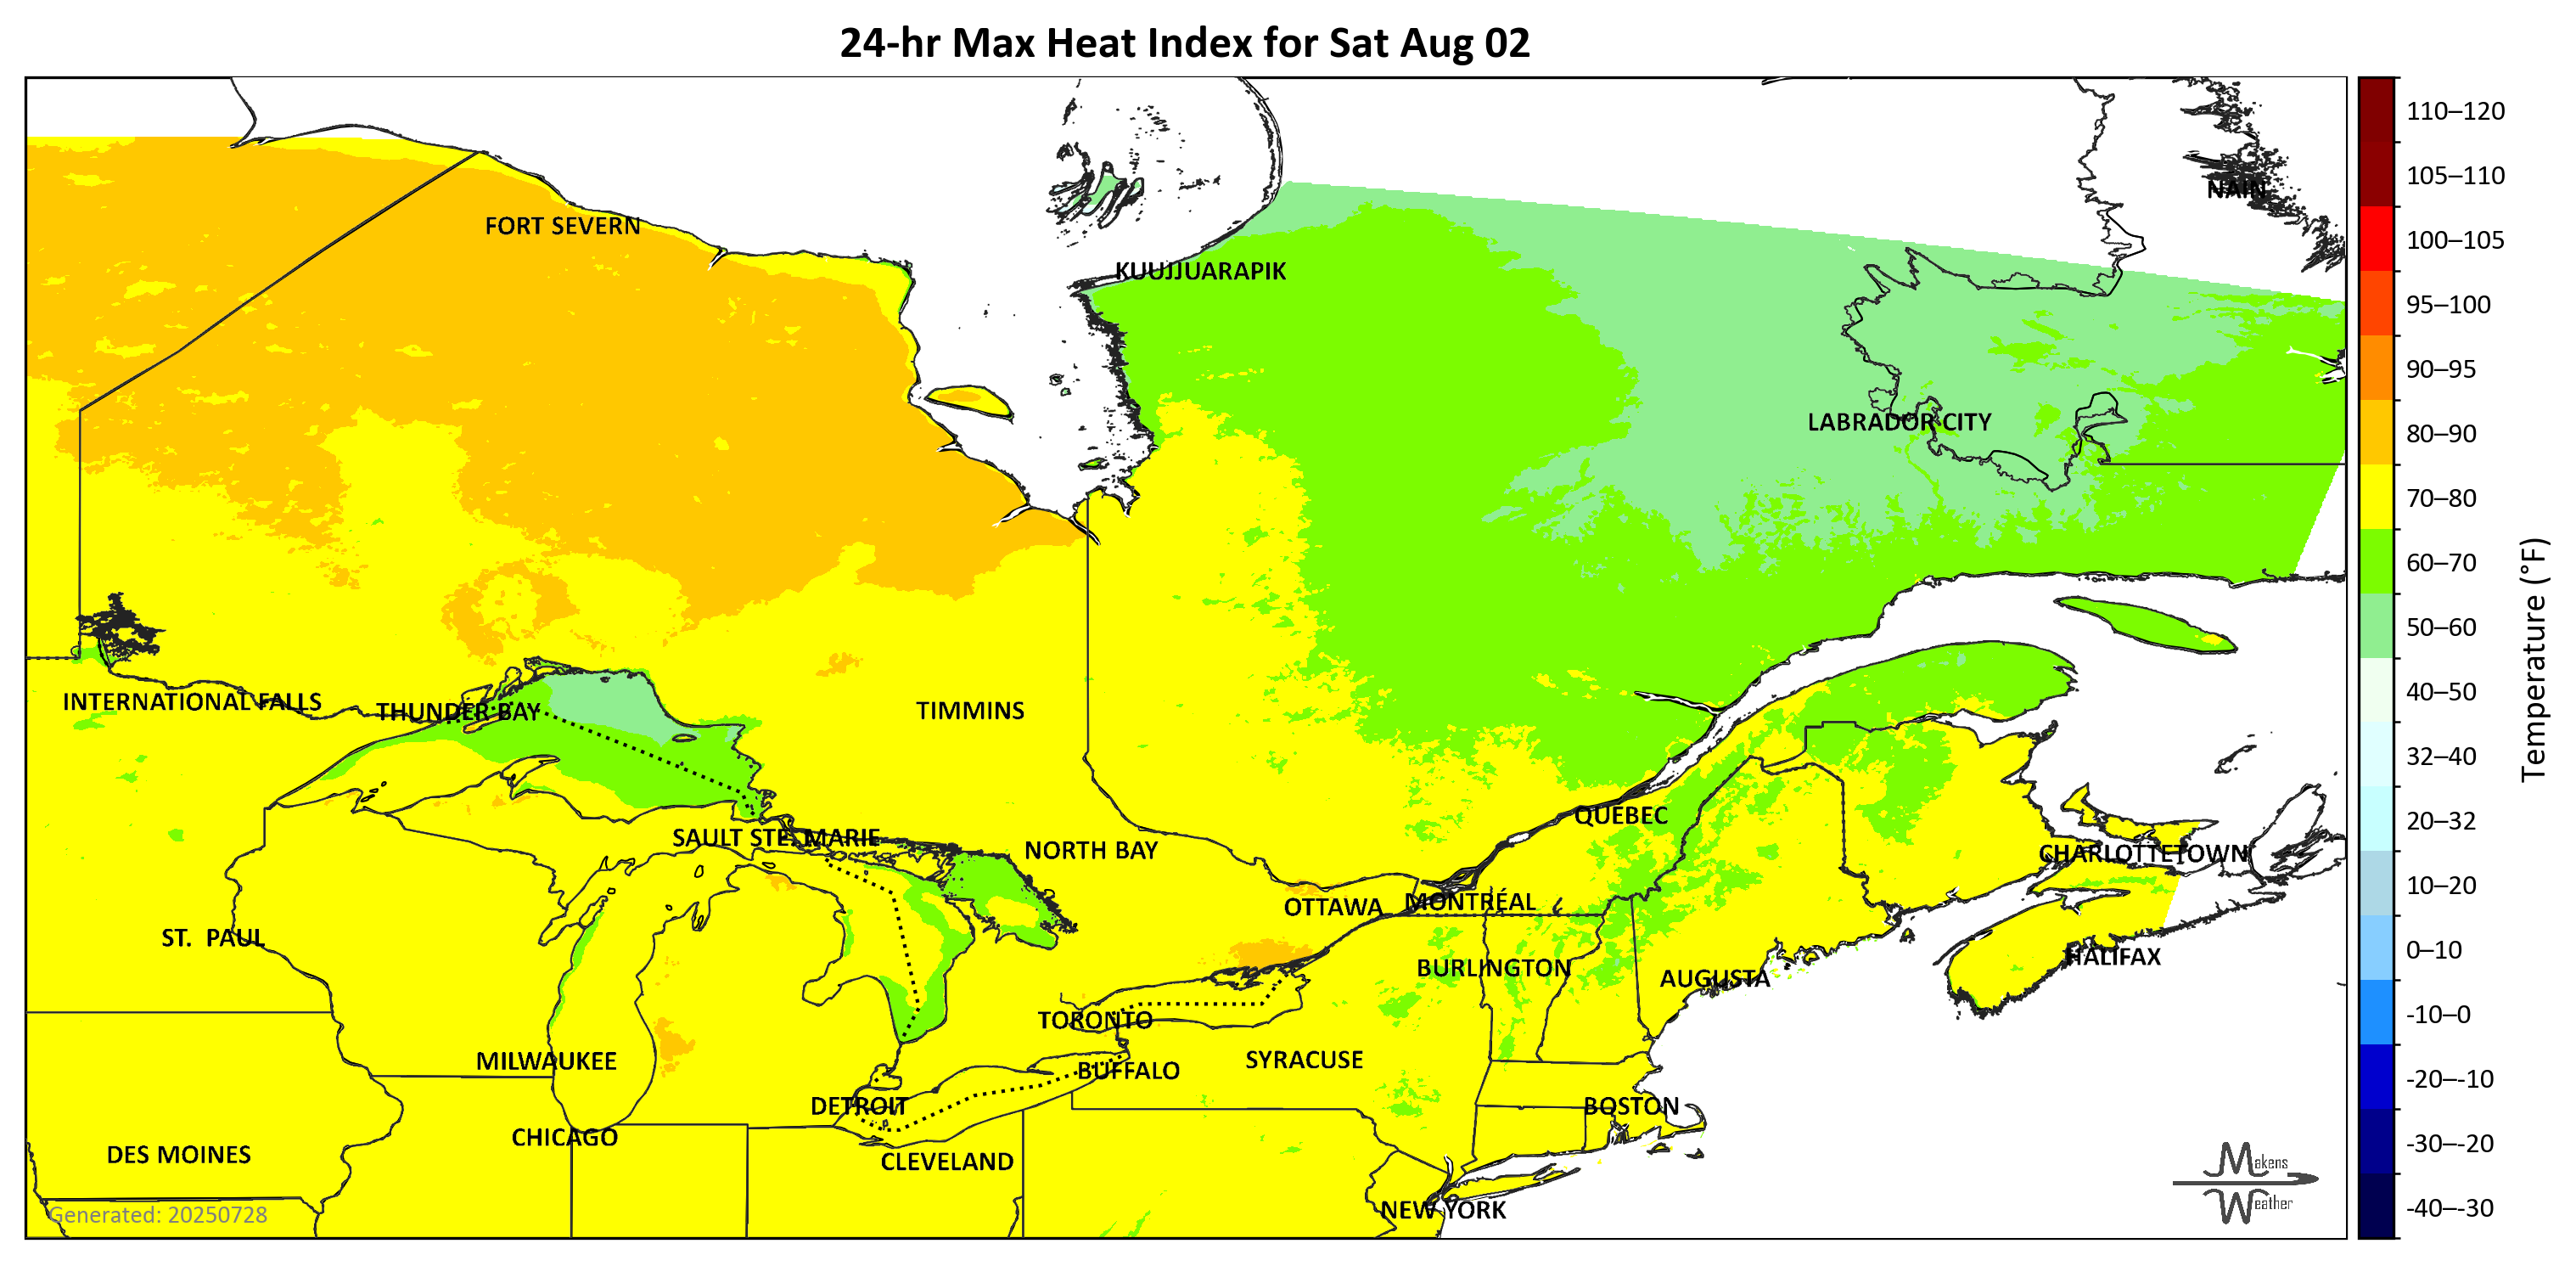 24-hr Max Heat Index for Sat Aug 02
NAIN
FORT SEVERN
KUUJJUARAPIK
LABRADOR CITY
INTERNATIONAL FALLS
THUNDER BAY
TIMMINS
QUEBEC
SAULT STE. MARIE
NORTH BAY
CHARLOTTETOWN
MONTRÉAL
OTTAWA
ST. PAUL
HALIFAX
BURLINGTON
AUGUSTA
TORONTO
MILWAUKEE
SYRACUSE
BUFFALO
DETROIT
BOSTON
CHICAGO
DES MOINES
CLEVELAND
NEW YORK
Generated: 20250728
Makens
Weather
110–120
105–110
100–105
95–100
90–95
80–90
70–80
60–70
50–60
40–50
32–40
20–32
10–20
0–10
-10–0
-20–-10
-30–-20
-40–-30
Temperature (°F)